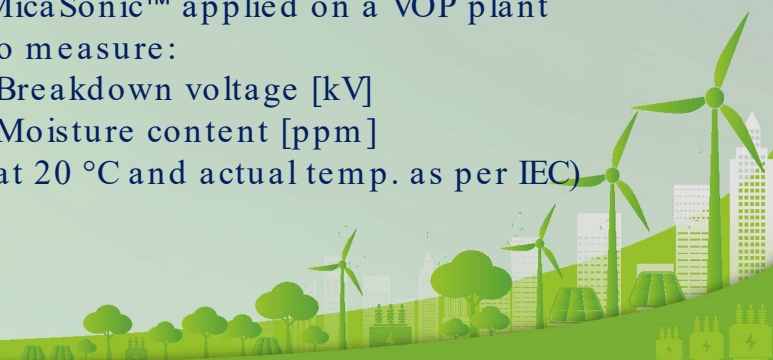 MicaSonic™ applied on a VOP plant
o measure:
Breakdown voltage [kV]
Moisture content [ppm]
at 20 °C and actual temp. as per IEC)